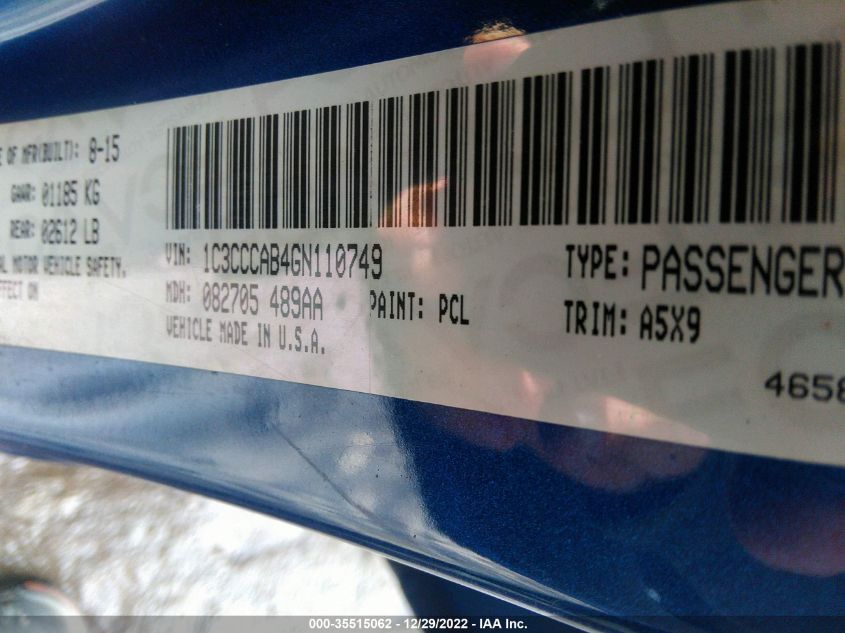 E OF MFR(BUILT): 8-15
GAWR: 01185 KG
REAR: 02612 LB
AL MOTOR VEHICLE SAFETY.
EFFECT ON
VIN: 1C3CCCAB4GN110749
MDH: 082705 489AA
PAINT: PCL
VEHICLE MADE IN U.S.A.
TYPE: PASSENGER
TRIM: A5X9
4658
000-35515062 - 12/29/2022 - IAA Inc.